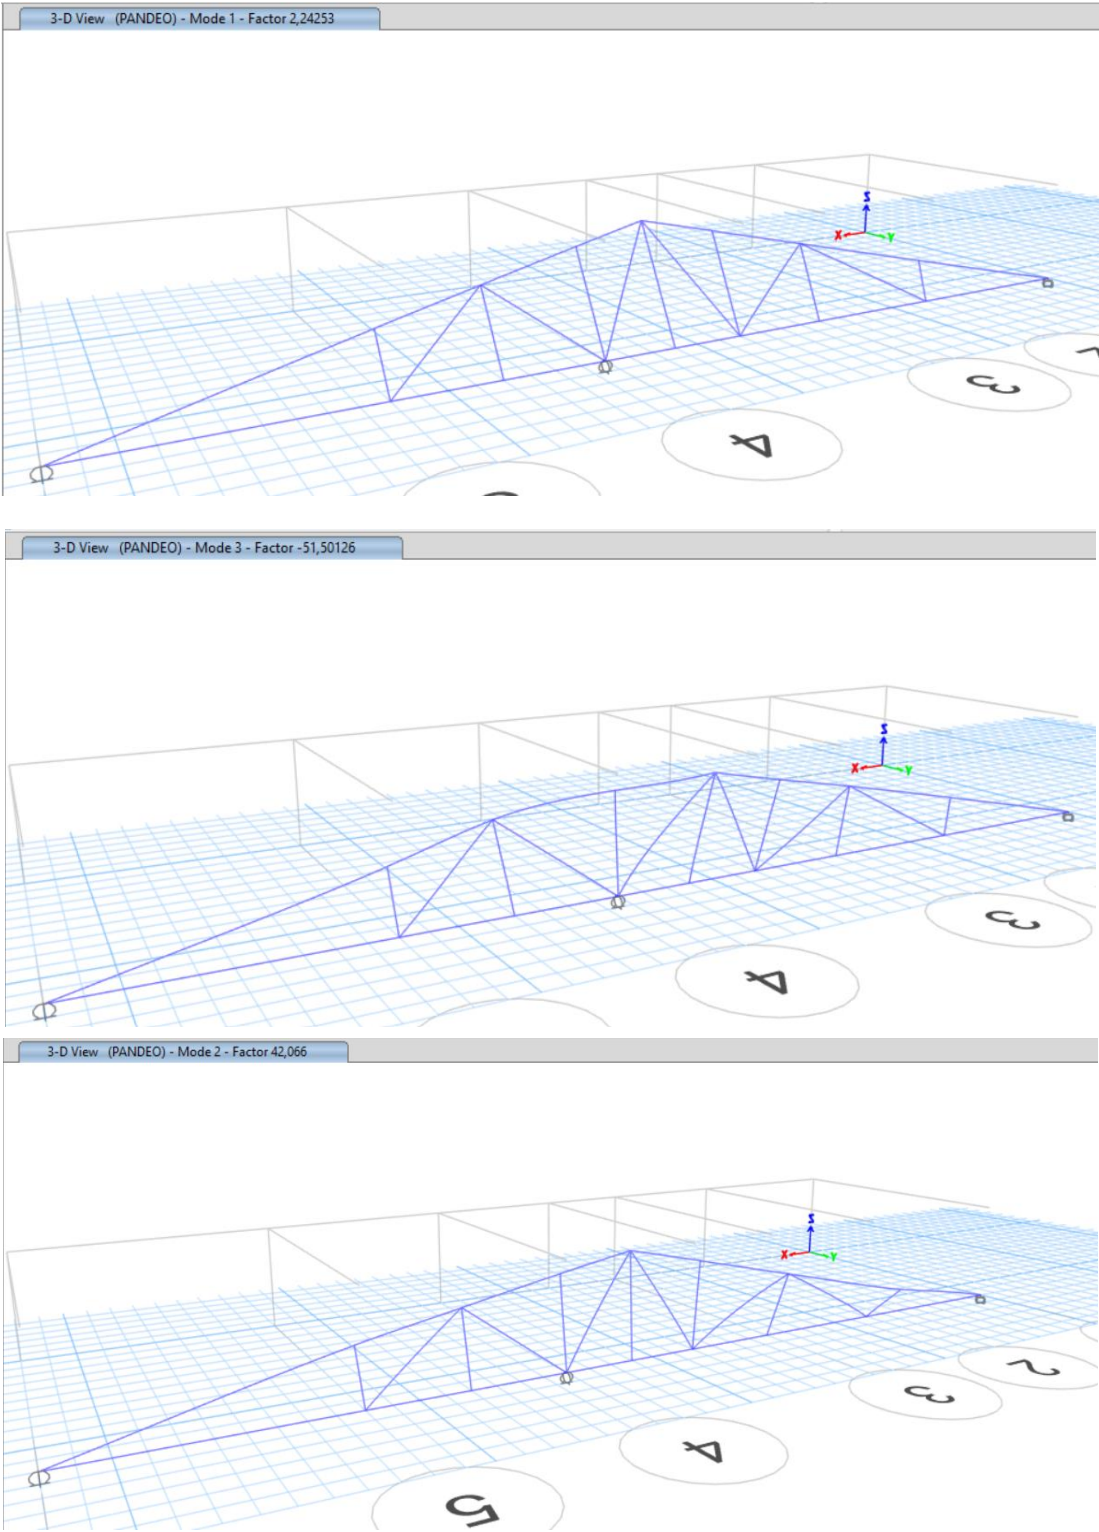 3-D View (PANDEO) - Mode 1 - Factor 2,24253
Z
X
Y
3
4
3-D View (PANDEO) - Mode 3 - Factor -51,50126
Z
X
Y
3
4
3-D View (PANDEO) - Mode 2 - Factor 42,066
Z
X
Y
2
3
4
5